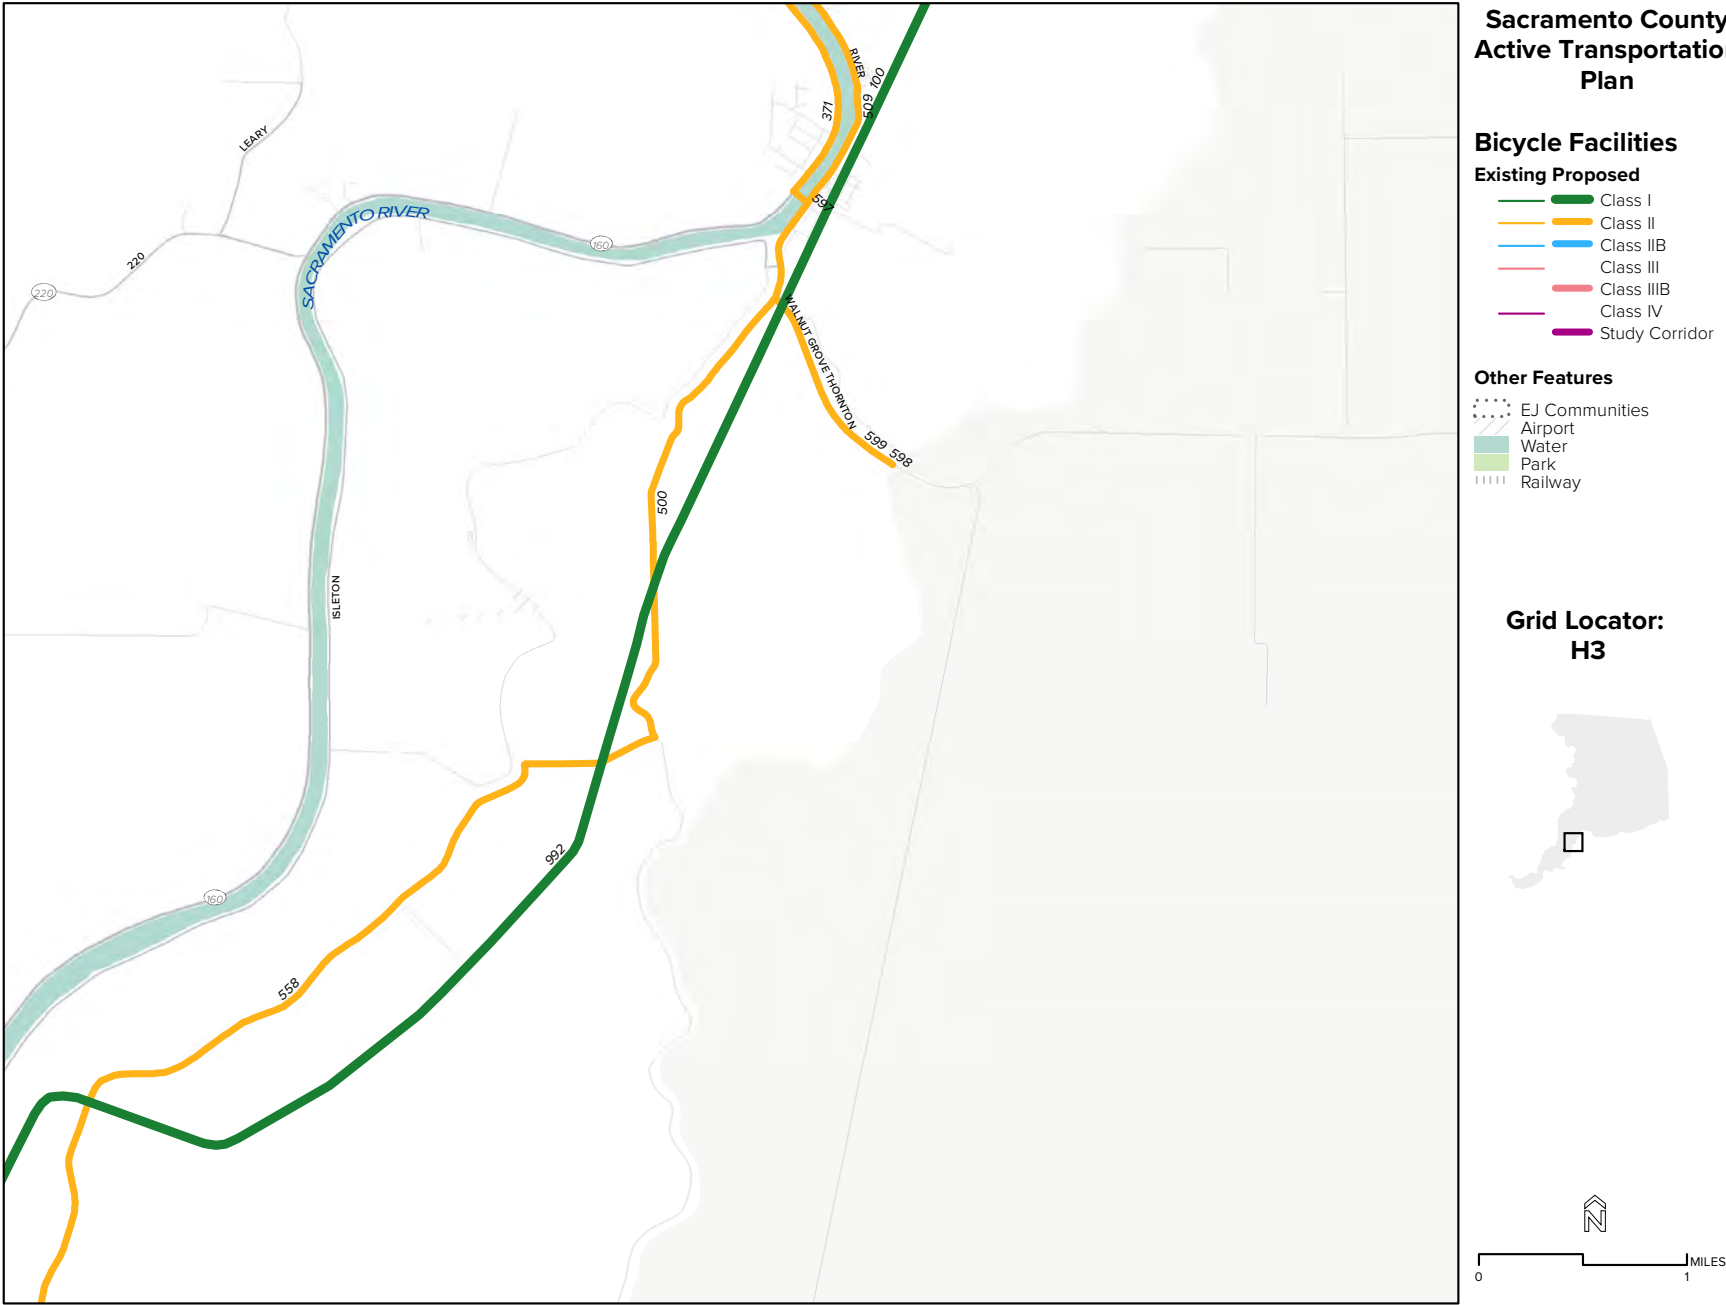 Sacramento County
Active Transportation
Plan
Bicycle Facilities
Existing Proposed
Class I
Class II
Class IIB
Class III
Class IIIB
Class IV
Study Corridor
Other Features
EJ Communities
Airport
Water
Park
Railway
Grid Locator:
H3
N
0 1 MILES
RIVER
100
371
509
LEARY
597
SACRAMENTO RIVER
160
220
220
WALNUT GROVE THORNTON
599 598
500
ISLETON
992
160
558